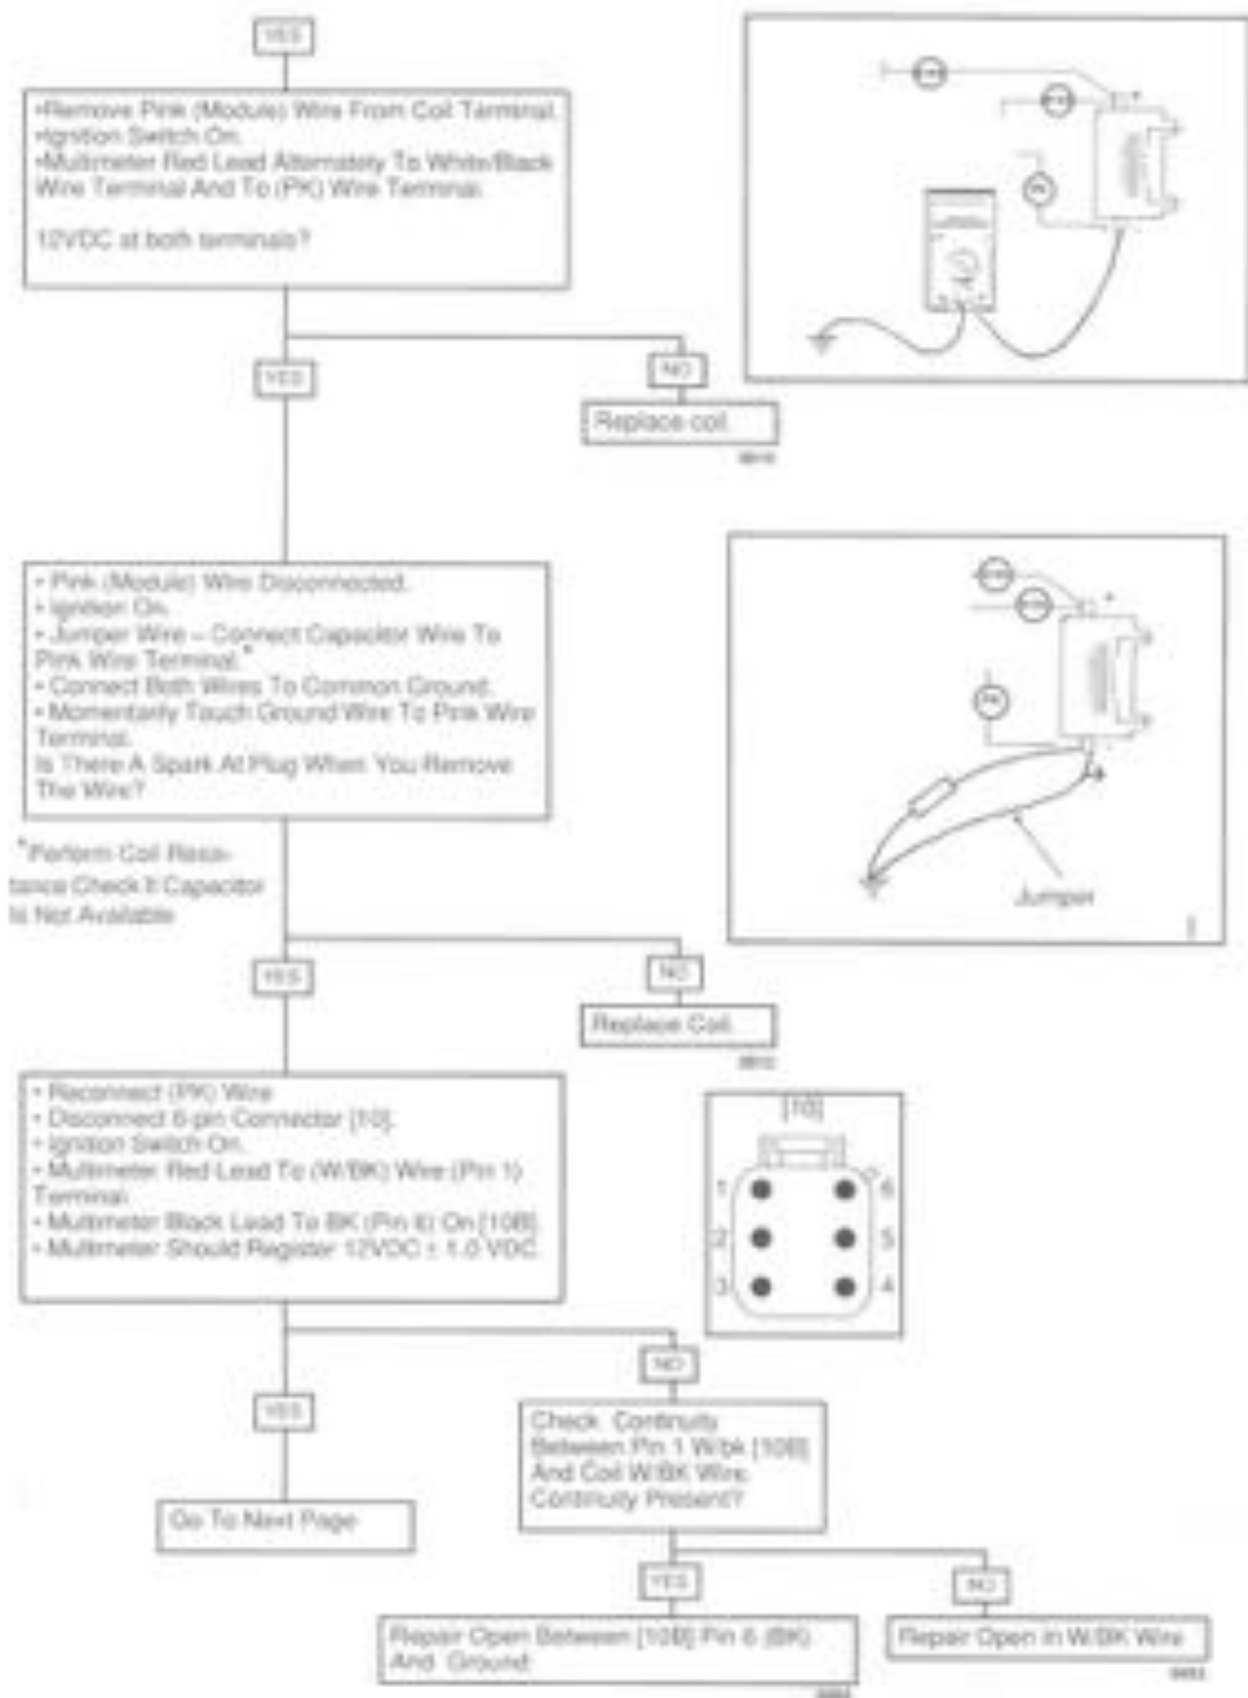 YES
•Remove Pink (Module) Wire From Coil Terminal.
•Ignition Switch On.
•Multimeter Red Lead Alternately To White/Black
Wire Terminal And To (PK) Wire Terminal.
12VDC at both terminals?
YES
NO
Replace coil.
• Pink (Module) Wire Disconnected.
• Ignition On.
• Jumper Wire – Connect Capacitor Wire To
Pink Wire Terminal.*
• Connect Both Wires To Common Ground.
• Momentarily Touch Ground Wire To Pink Wire
Terminal.
Is There A Spark At Plug When You Remove
The Wire?
*Perform Coil Resis-
tance Check If Capacitor
Is Not Available
Jumper
YES
NO
Replace Coil.
• Reconnect (PK) Wire
• Disconnect 6-pin Connector [10].
• Ignition Switch On.
• Multimeter Red Lead To (W/BK) Wire (Pin 1)
Terminal.
• Multimeter Black Lead To BK (Pin 6) On [10B].
• Multimeter Should Register 12VDC ± 1.0 VDC.
[10]
1 6
2 5
3 4
YES
NO
Check Continuity
Between Pin 1 W/bk [10B]
And Coil W/BK Wire.
Continuity Present?
Go To Next Page
YES
NO
Repair Open Between [10B] Pin 6 (BK)
And Ground.
Repair Open In W/BK Wire